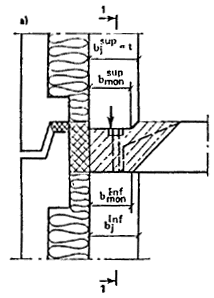 a)
1
b_j^sup - t
b_mon^sup
b_mon^inf
b_j^inf
1